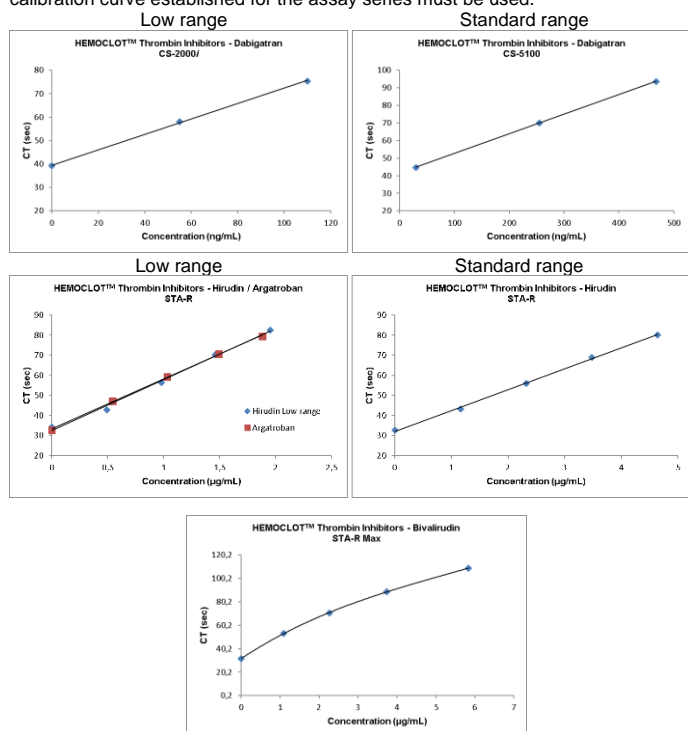 calibration curve established for the assay series must be used.
Low range
Standard range
HEMOCLOT™ Thrombin Inhibitors - Dabigatran
CS-2000i
CT (sec)
80
70
60
50
40
30
20
0 20 40 60 80 100 120
Concentration (ng/mL)
HEMOCLOT™ Thrombin Inhibitors - Dabigatran
CS-5100
CT (sec)
100
90
80
70
60
50
40
30
20
0 100 200 300 400 500
Concentration (ng/mL)
Low range
Standard range
HEMOCLOT™ Thrombin Inhibitors - Hirudin / Argatroban
STA-R
CT (sec)
90
80
70
60
50
40
30
20
Hirudin Low range
Argatroban
0 0,5 1 1,5 2 2,5
Concentration (µg/mL)
HEMOCLOT™ Thrombin Inhibitors - Hirudin
STA-R
CT (sec)
90
80
70
60
50
40
30
20
0 1 2 3 4 5
Concentration (µg/mL)
HEMOCLOT™ Thrombin Inhibitors - Bivalirudin
STA-R Max
CT (sec)
120,2
100,2
80,2
60,2
40,2
20,2
0,2
0 1 2 3 4 5 6 7
Concentration (µg/mL)